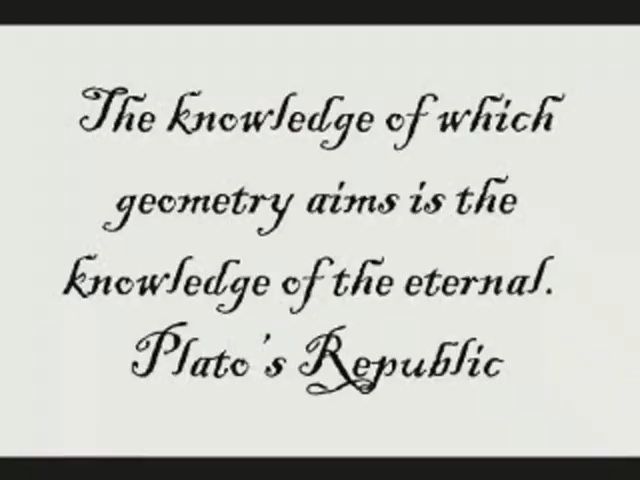 The knowledge of which
geometry aims is the
knowledge of the eternal.
Plato's Republic